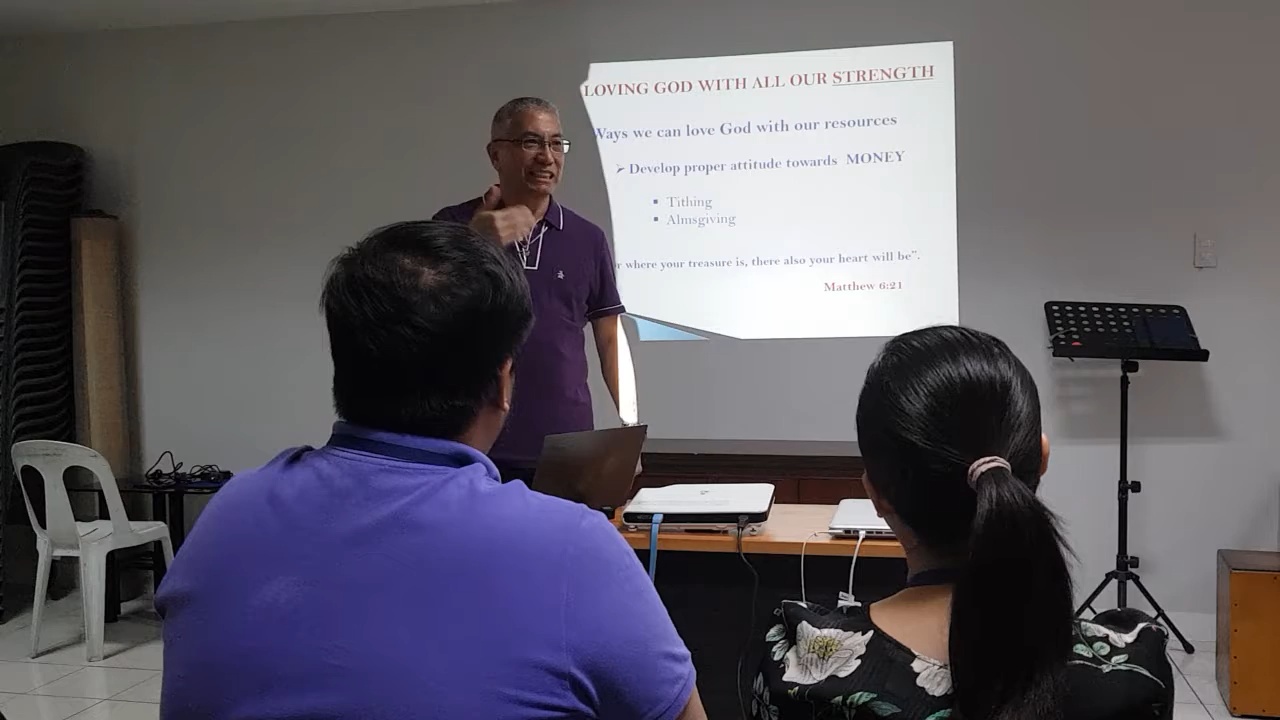 LOVING GOD WITH ALL OUR STRENGTH
Ways we can love God with our resources
➢ Develop proper attitude towards MONEY
▪ Tithing
▪ Almsgiving
r where your treasure is, there also your heart will be”.
Matthew 6:21